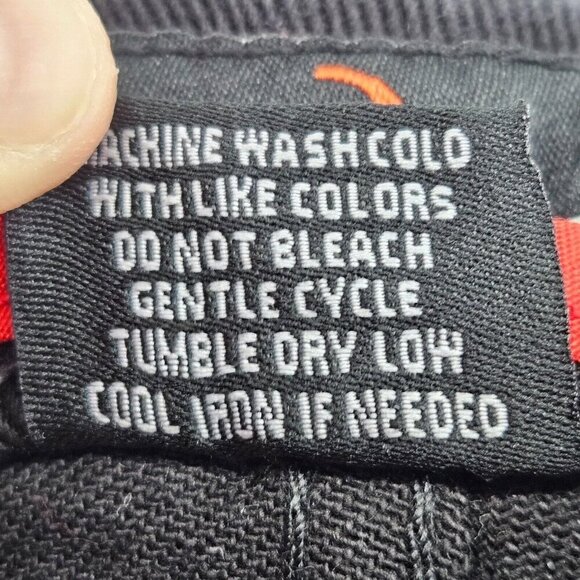 MACHINE WASH COLD
WITH LIKE COLORS
DO NOT BLEACH
GENTLE CYCLE
TUMBLE DRY LOW
COOL IRON IF NEEDED